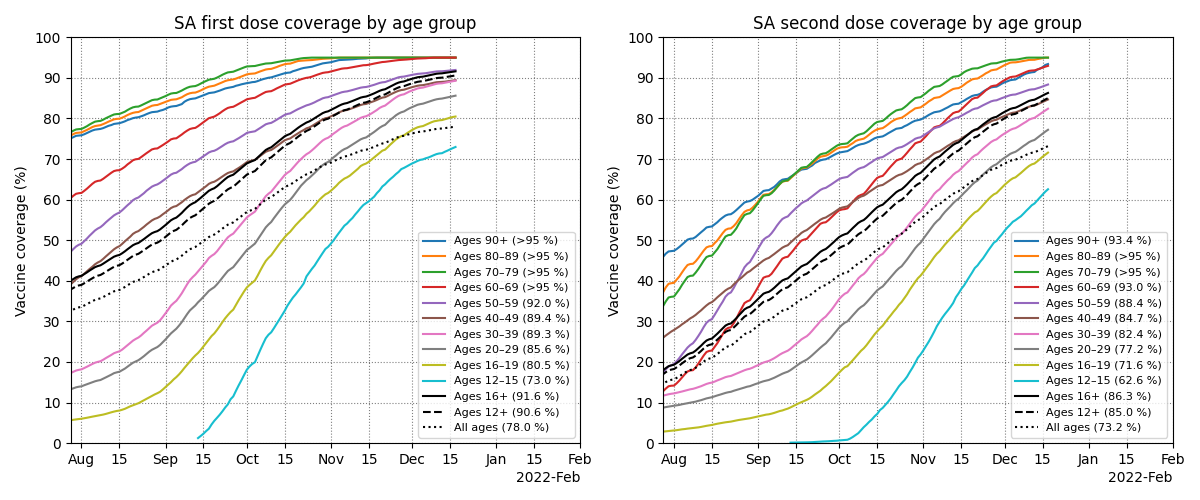 SA first dose coverage by age group
Vaccine coverage (%)
100
90
80
70
60
50
40
30
20
10
0
Ages 90+ (>95 %)
Ages 80–89 (>95 %)
Ages 70–79 (>95 %)
Ages 60–69 (>95 %)
Ages 50–59 (92.0 %)
Ages 40–49 (89.4 %)
Ages 30–39 (89.3 %)
Ages 20–29 (85.6 %)
Ages 16–19 (80.5 %)
Ages 12–15 (73.0 %)
Ages 16+ (91.6 %)
Ages 12+ (90.6 %)
All ages (78.0 %)
Aug 15 Sep 15 Oct 15 Nov 15 Dec 15 Jan 15 Feb
2022-Feb
SA second dose coverage by age group
Vaccine coverage (%)
100
90
80
70
60
50
40
30
20
10
0
Ages 90+ (93.4 %)
Ages 80–89 (>95 %)
Ages 70–79 (>95 %)
Ages 60–69 (93.0 %)
Ages 50–59 (88.4 %)
Ages 40–49 (84.7 %)
Ages 30–39 (82.4 %)
Ages 20–29 (77.2 %)
Ages 16–19 (71.6 %)
Ages 12–15 (62.6 %)
Ages 16+ (86.3 %)
Ages 12+ (85.0 %)
All ages (73.2 %)
Aug 15 Sep 15 Oct 15 Nov 15 Dec 15 Jan 15 Feb
2022-Feb